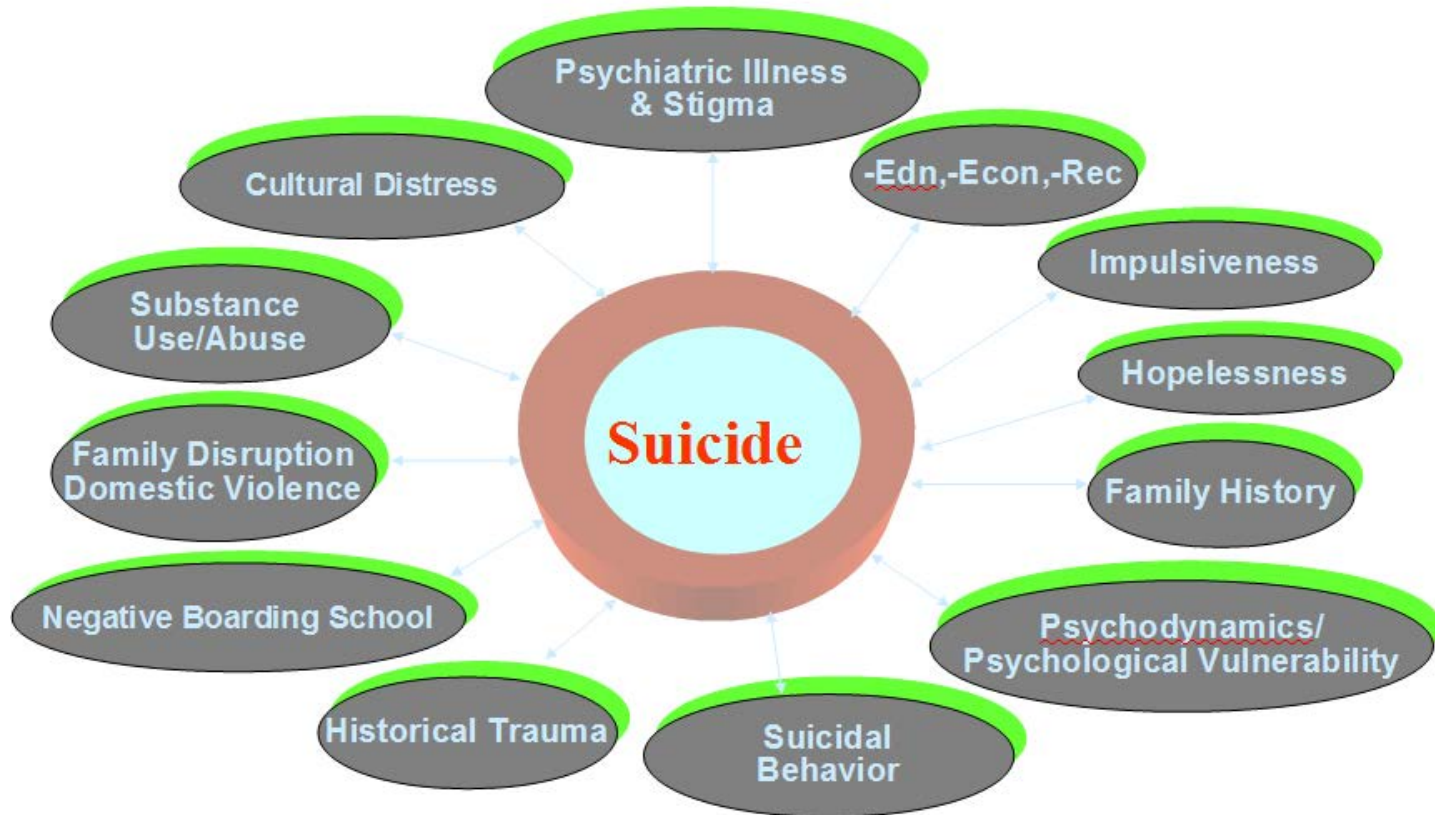 Psychiatric Illness
& Stigma
-Edn,-Econ,-Rec
Cultural Distress
Impulsiveness
Substance
Use/Abuse
Hopelessness
Suicide
Family Disruption
Domestic Violence
Family History
Negative Boarding School
Psychodynamics/
Psychological Vulnerability
Historical Trauma
Suicidal
Behavior